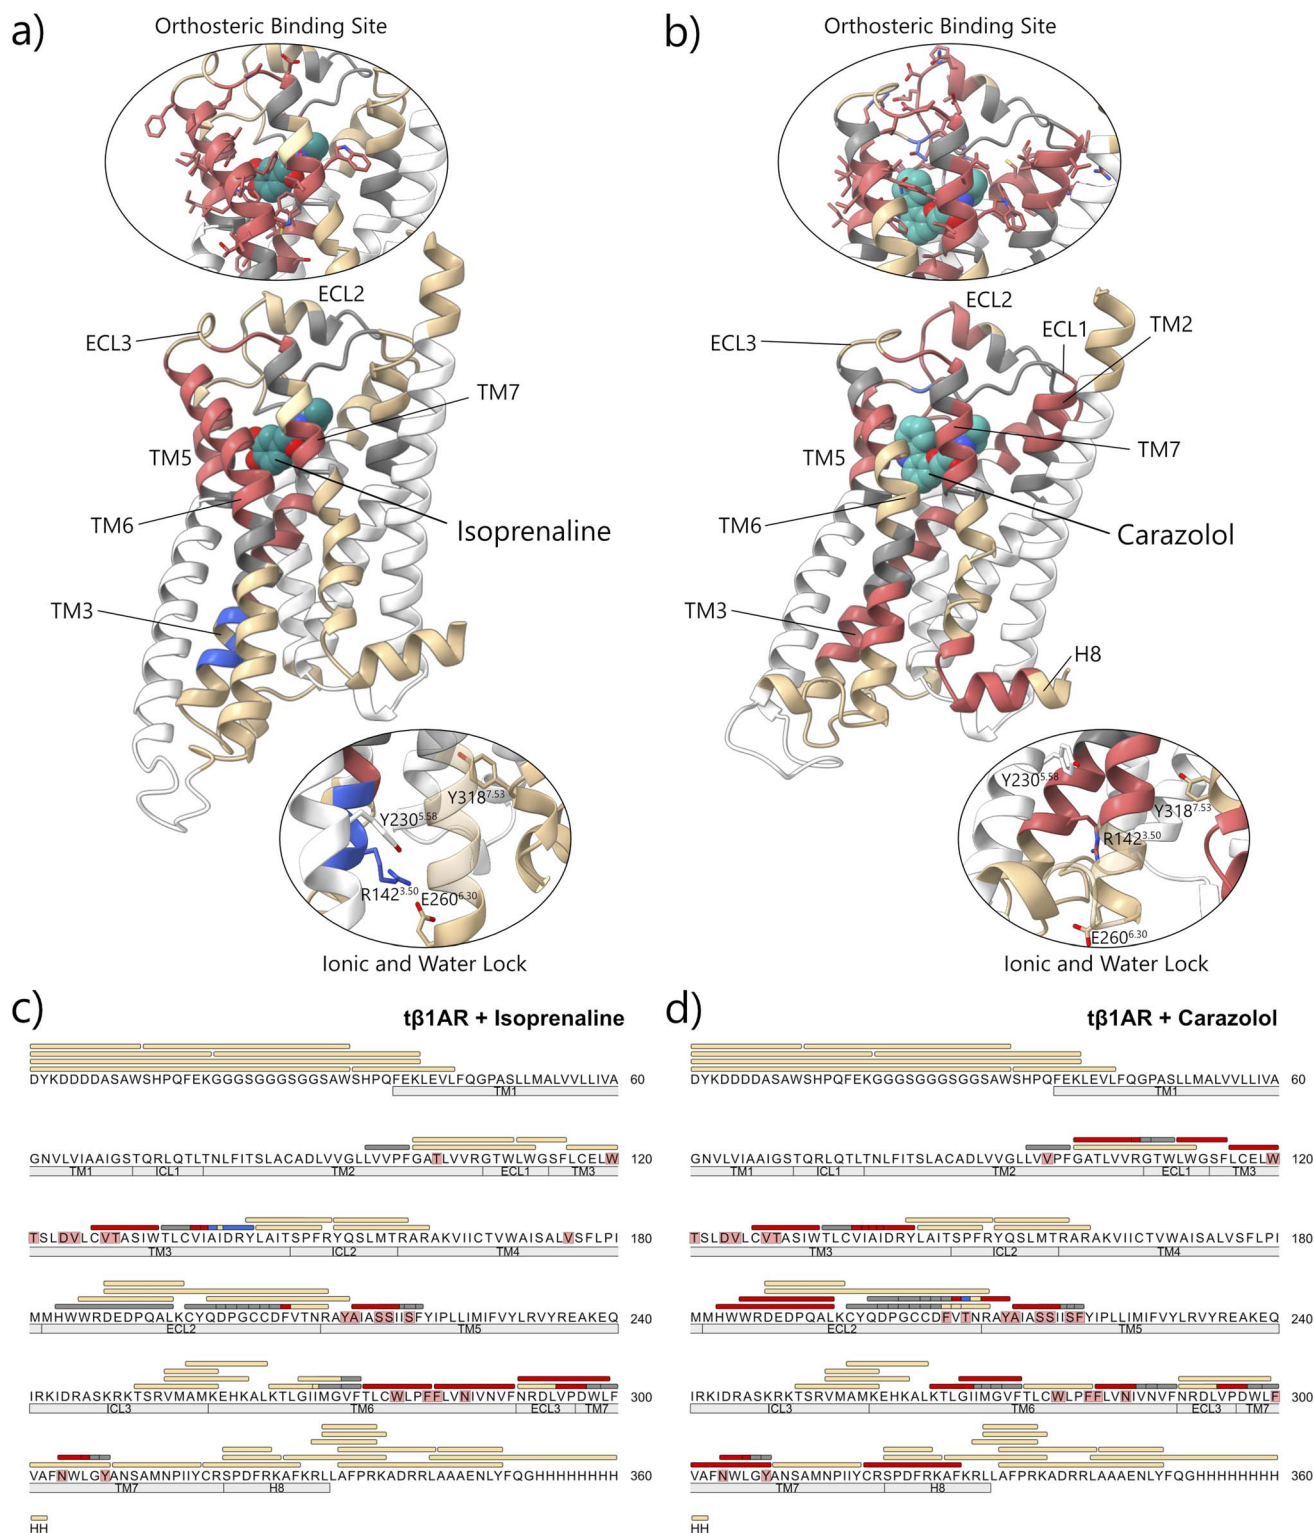 a)
Orthosteric Binding Site
ECL2
ECL3
TM7
TM5
TM6
Isoprenaline
TM3
Y318^7.53
Y230^5.58
R142^3.50
E260^6.30
Ionic and Water Lock
b)
Orthosteric Binding Site
ECL2
ECL1
TM2
ECL3
TM7
TM5
TM6
Carazolol
TM3
H8
Y230^5.58
Y318^7.53
R142^3.50
E260^6.30
Ionic and Water Lock
c)
tβ1AR + Isoprenaline
DYKDDDDASAWSHPQFEKGGGSGGGSGGSAWSHPQFEKLEVLFQGPASLLMALVVLLIVA 60
TM1
GNVLVIAAIGSTQRLQTLTNLFITSLACADLVVGLLVVPFGATLVVRGTWLWGSFLCELW 120
TM1 ICL1 TM2 ECL1 TM3
TSLDVLCVTASIWTLCVIAIDRYLAITSPFRYQSLMTRARAKVIICTVWAISALVSFLPI 180
TM3 ICL2 TM4
MMHWWRDEDPQALKCYQDPGCCDFVTNRAYAIASSIISFYIPLLIMIFVYLRVYREAKEQ 240
ECL2 TM5
IRKIDRASKRKTSRVMAMKEHKALKTLGIIMGVFTLCWLPFFLVNIVNVFNRDLVPDWLF 300
ICL3 TM6 ECL3 TM7
VAFNWLGYANSAMNPIIYCRSPDFRKAFKRLLAFPRKADRRLAAAENLYFQGHHHHHHHH 360
TM7 H8
HH
d)
tβ1AR + Carazolol
DYKDDDDASAWSHPQFEKGGGSGGGSGGSAWSHPQFEKLEVLFQGPASLLMALVVLLIVA 60
TM1
GNVLVIAAIGSTQRLQTLTNLFITSLACADLVVGLLVVPFGATLVVRGTWLWGSFLCELW 120
TM1 ICL1 TM2 ECL1 TM3
TSLDVLCVTASIWTLCVIAIDRYLAITSPFRYQSLMTRARAKVIICTVWAISALVSFLPI 180
TM3 ICL2 TM4
MMHWWRDEDPQALKCYQDPGCCDFVTNRAYAIASSIISFYIPLLIMIFVYLRVYREAKEQ 240
ECL2 TM5
IRKIDRASKRKTSRVMAMKEHKALKTLGIIMGVFTLCWLPFFLVNIVNVFNRDLVPDWLF 300
ICL3 TM6 ECL3 TM7
VAFNWLGYANSAMNPIIYCRSPDFRKAFKRLLAFPRKADRRLAAAENLYFQGHHHHHHHH 360
TM7 H8
HH